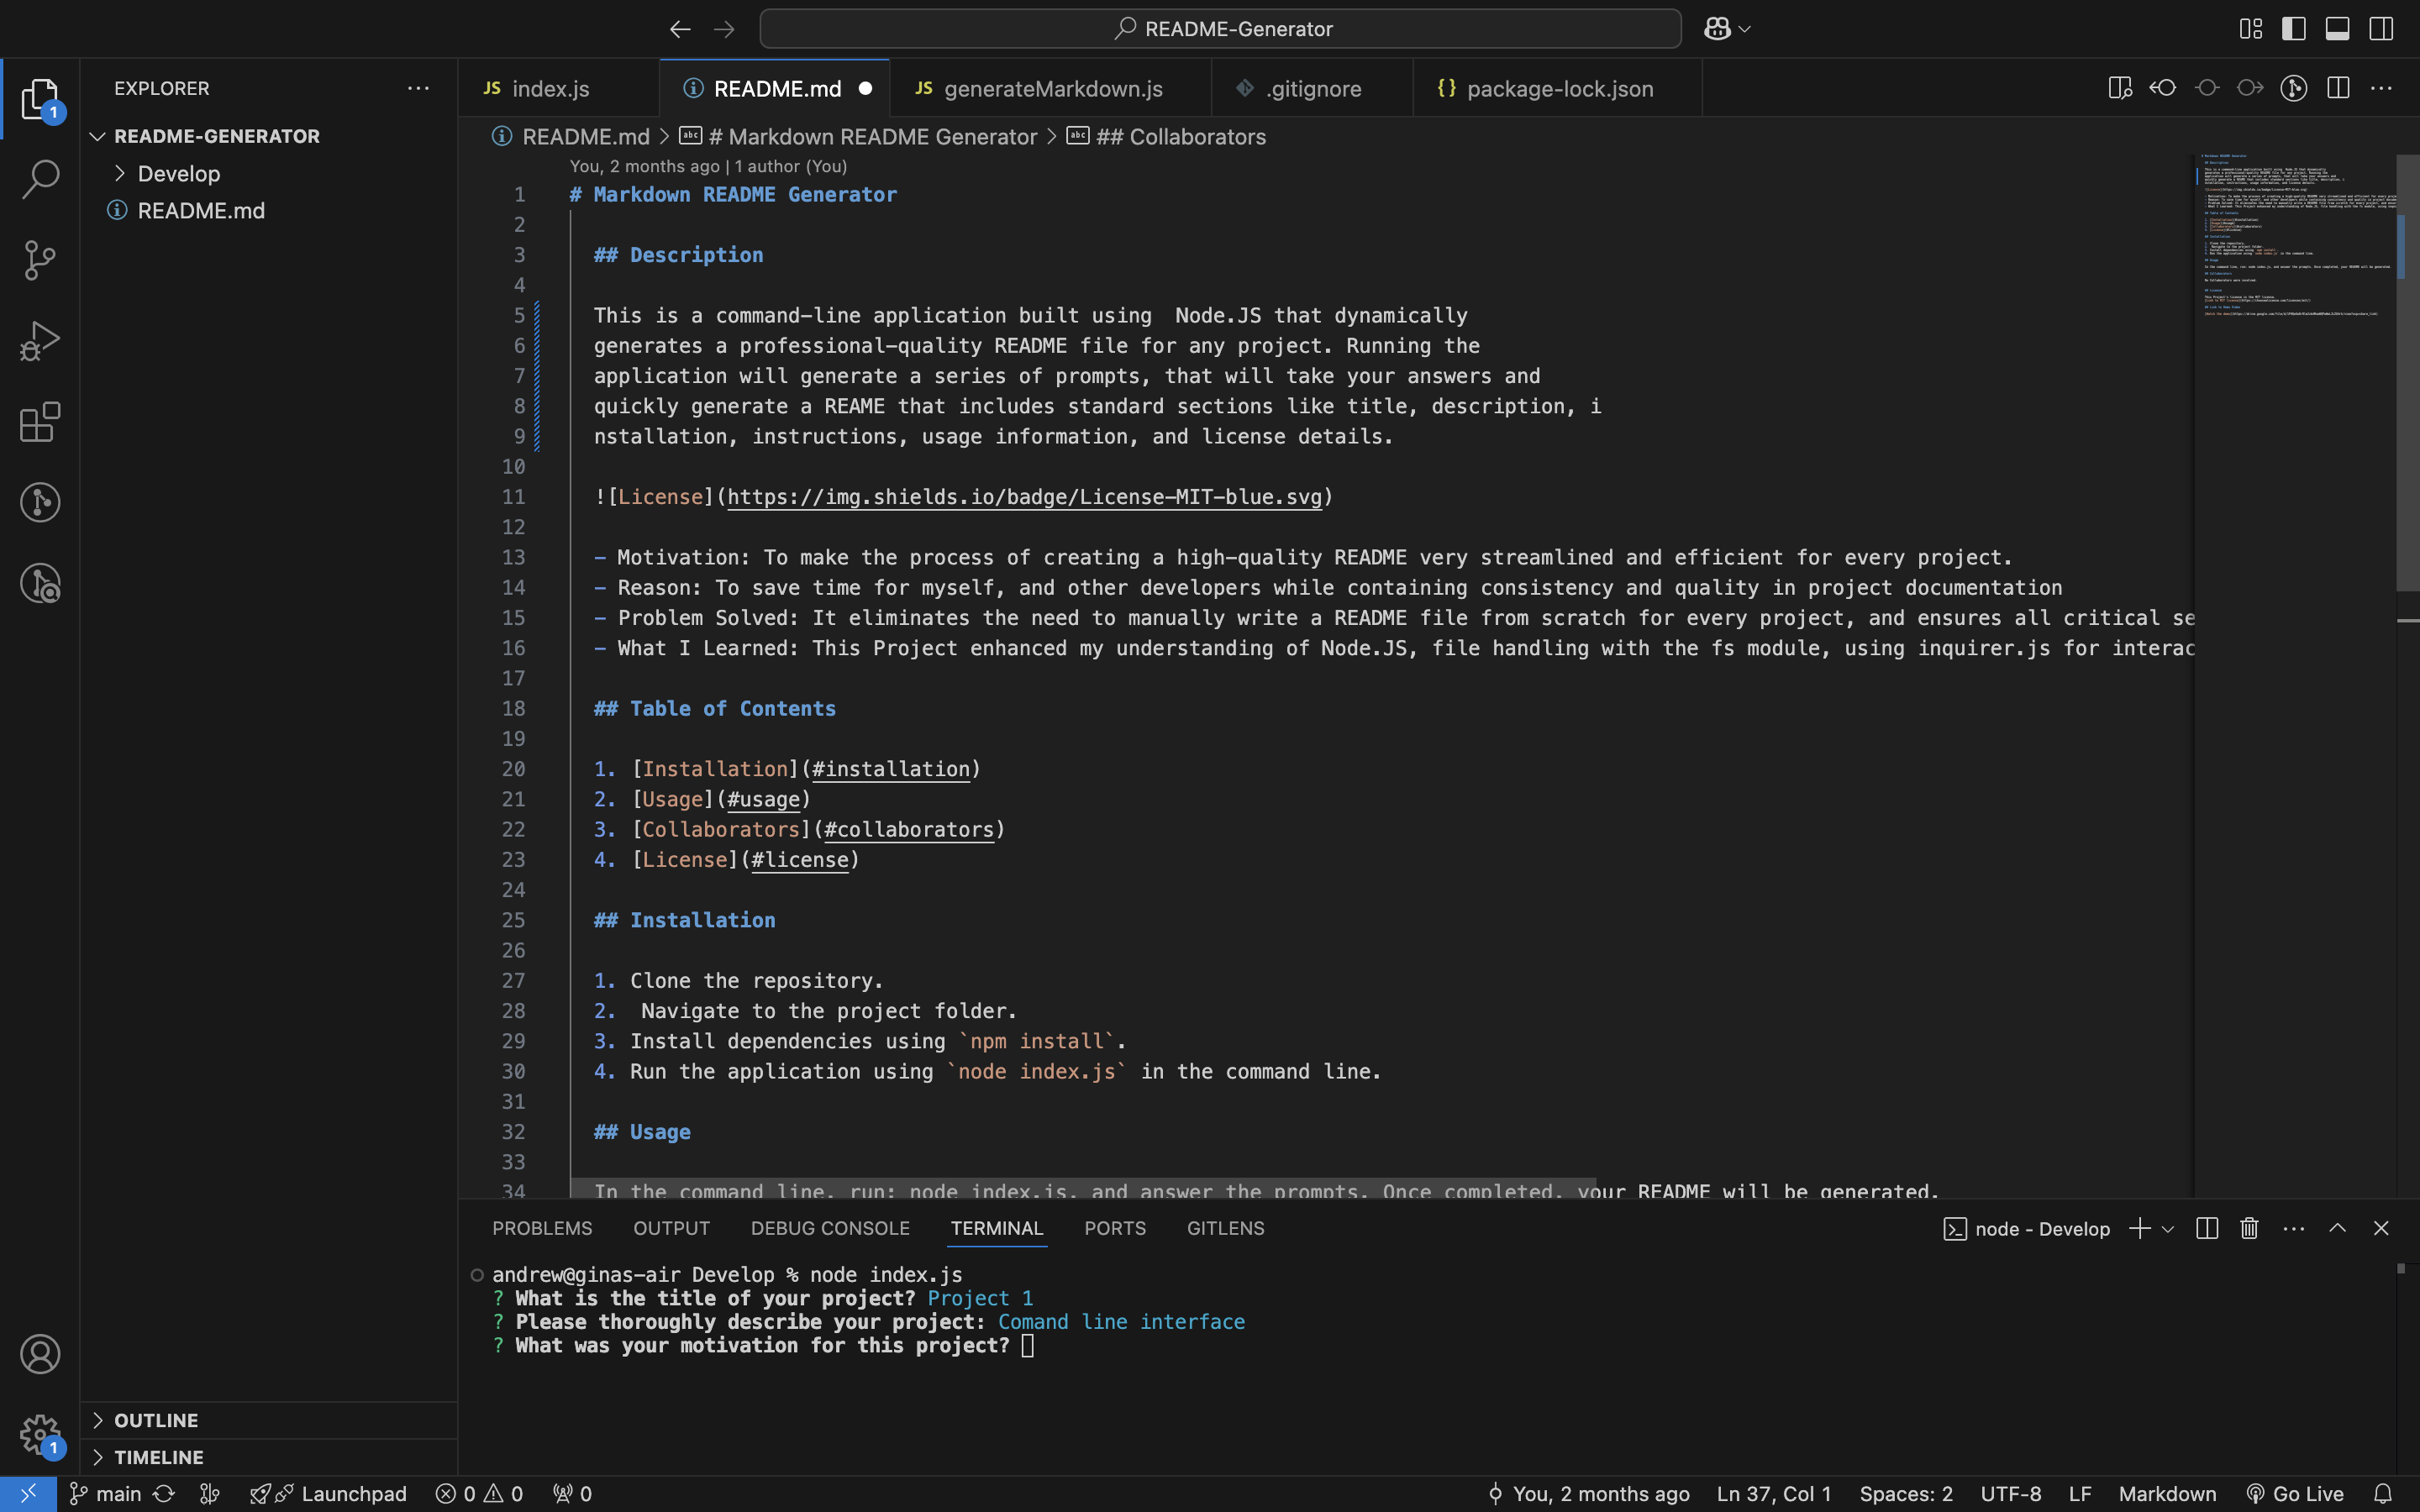 README-Generator
EXPLORER
JS index.js
README.md
JS generateMarkdown.js
.gitignore
{} package-lock.json
1
README-GENERATOR
Develop
README.md
README.md > # Markdown README Generator > ## Collaborators
You, 2 months ago | 1 author (You)
1 # Markdown README Generator
2
3 ## Description
4
5 This is a command-line application built using  Node.JS that dynamically
6 generates a professional-quality README file for any project. Running the
7 application will generate a series of prompts, that will take your answers and
8 quickly generate a REAME that includes standard sections like title, description, i
9 nstallation, instructions, usage information, and license details.
10
11 ![License](https://img.shields.io/badge/License-MIT-blue.svg)
12
13 - Motivation: To make the process of creating a high-quality README very streamlined and efficient for every project.
14 - Reason: To save time for myself, and other developers while containing consistency and quality in project documentation
15 - Problem Solved: It eliminates the need to manually write a README file from scratch for every project, and ensures all critical se
16 - What I Learned: This Project enhanced my understanding of Node.JS, file handling with the fs module, using inquirer.js for interac
17
18 ## Table of Contents
19
20 1. [Installation](#installation)
21 2. [Usage](#usage)
22 3. [Collaborators](#collaborators)
23 4. [License](#license)
24
25 ## Installation
26
27 1. Clone the repository.
28 2.  Navigate to the project folder.
29 3. Install dependencies using `npm install`.
30 4. Run the application using `node index.js` in the command line.
31
32 ## Usage
33
34 In the command line, run: node index.js, and answer the prompts. Once completed, your README will be generated.
PROBLEMS OUTPUT DEBUG CONSOLE TERMINAL PORTS GITLENS
node - Develop
andrew@ginas-air Develop % node index.js
? What is the title of your project? Project 1
? Please thoroughly describe your project: Comand line interface
? What was your motivation for this project?
OUTLINE
1
TIMELINE
main Launchpad 0 0 0
You, 2 months ago Ln 37, Col 1 Spaces: 2 UTF-8 LF Markdown Go Live